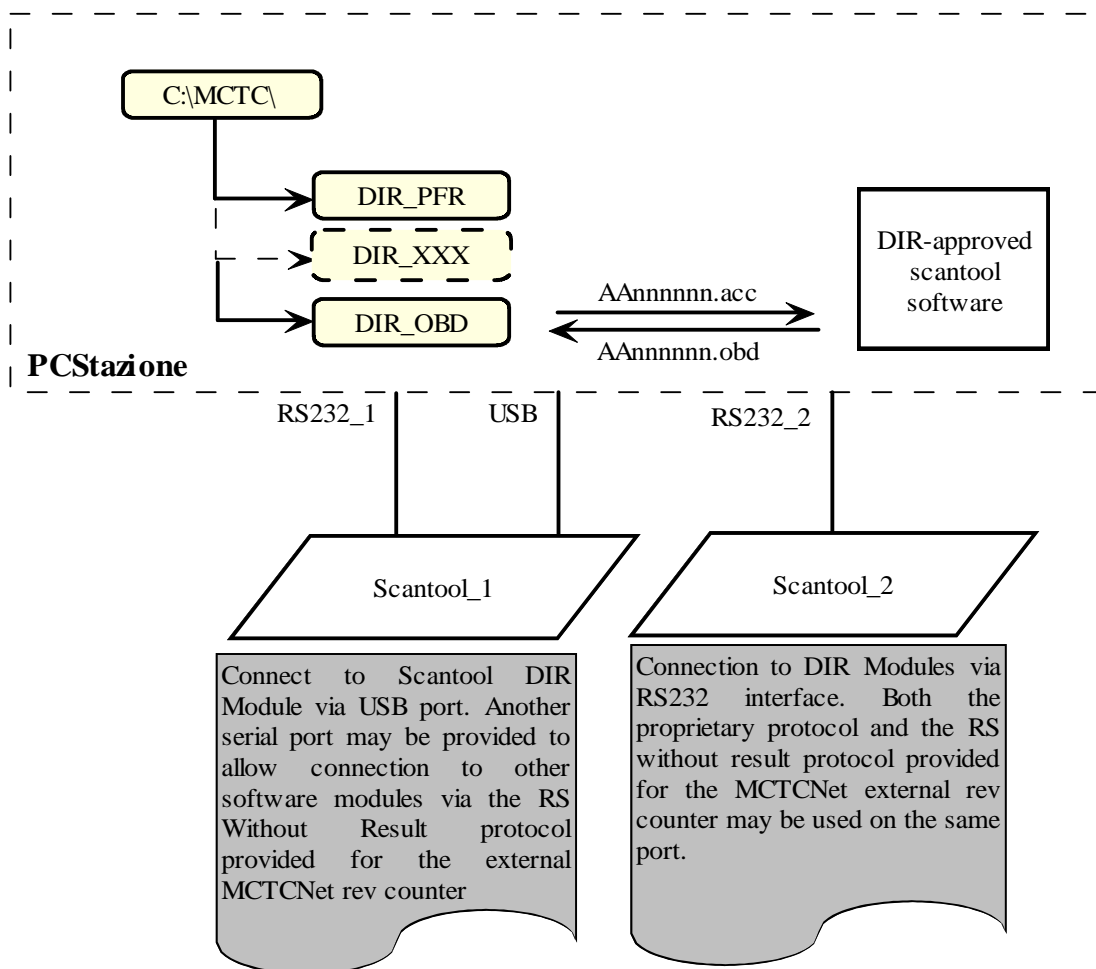 C:\MCTC\
DIR_PFR
DIR_XXX
DIR_OBD
AAnnnnnn.acc
AAnnnnnn.obd
DIR-approved
scantool
software
PCStazione
RS232_1
USB
RS232_2
Scantool_1
Scantool_2
Connect to Scantool DIR
Module via USB port. Another
serial port may be provided to
allow connection to other
software modules via the RS
Without Result protocol
provided for the external
MCTCNet rev counter
Connection to DIR Modules via
RS232 interface. Both the
proprietary protocol and the RS
without result protocol provided
for the MCTCNet external rev
counter may be used on the same
port.